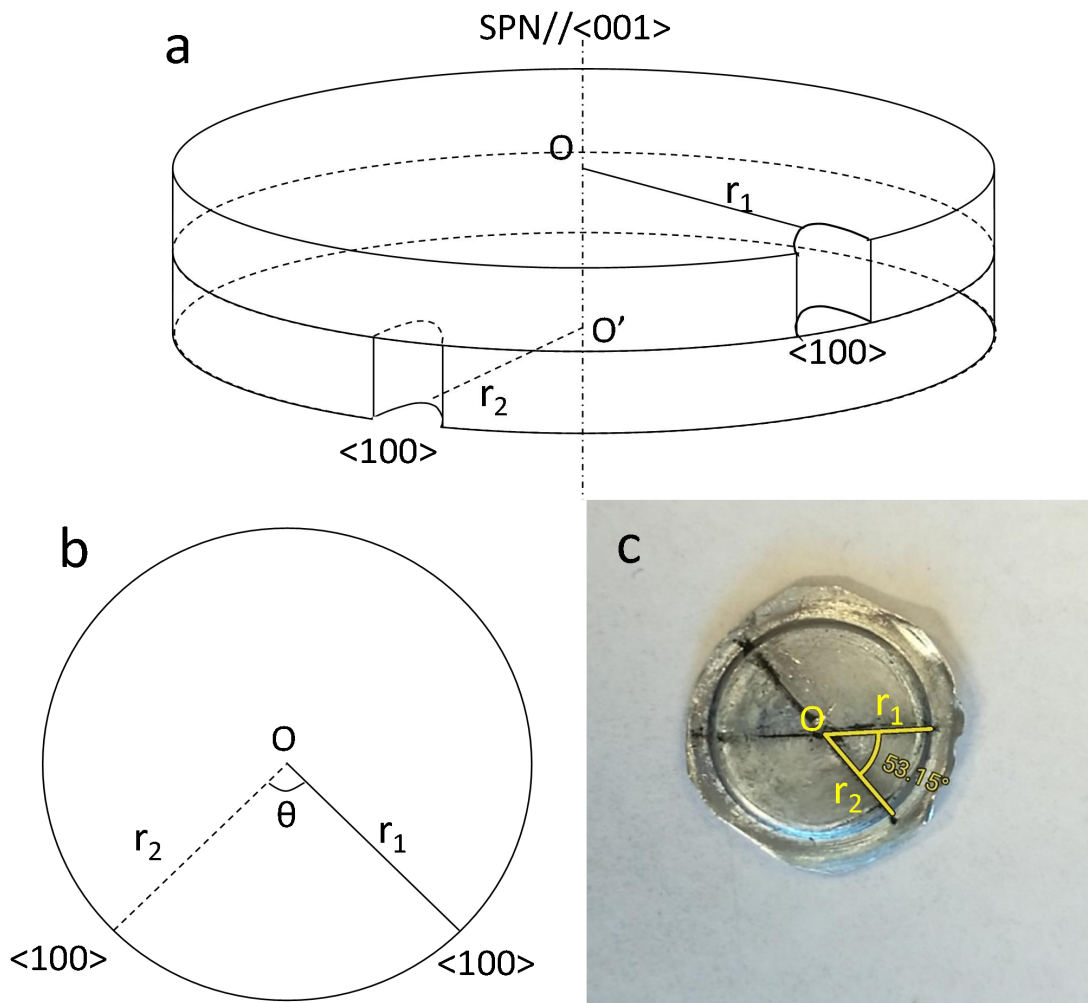 a
SPN//<001>
O
r₁
O’
<100>
r₂
<100>
b
O
θ
r₂
r₁
<100>
<100>
c
O
r₁
53.15°
r₂